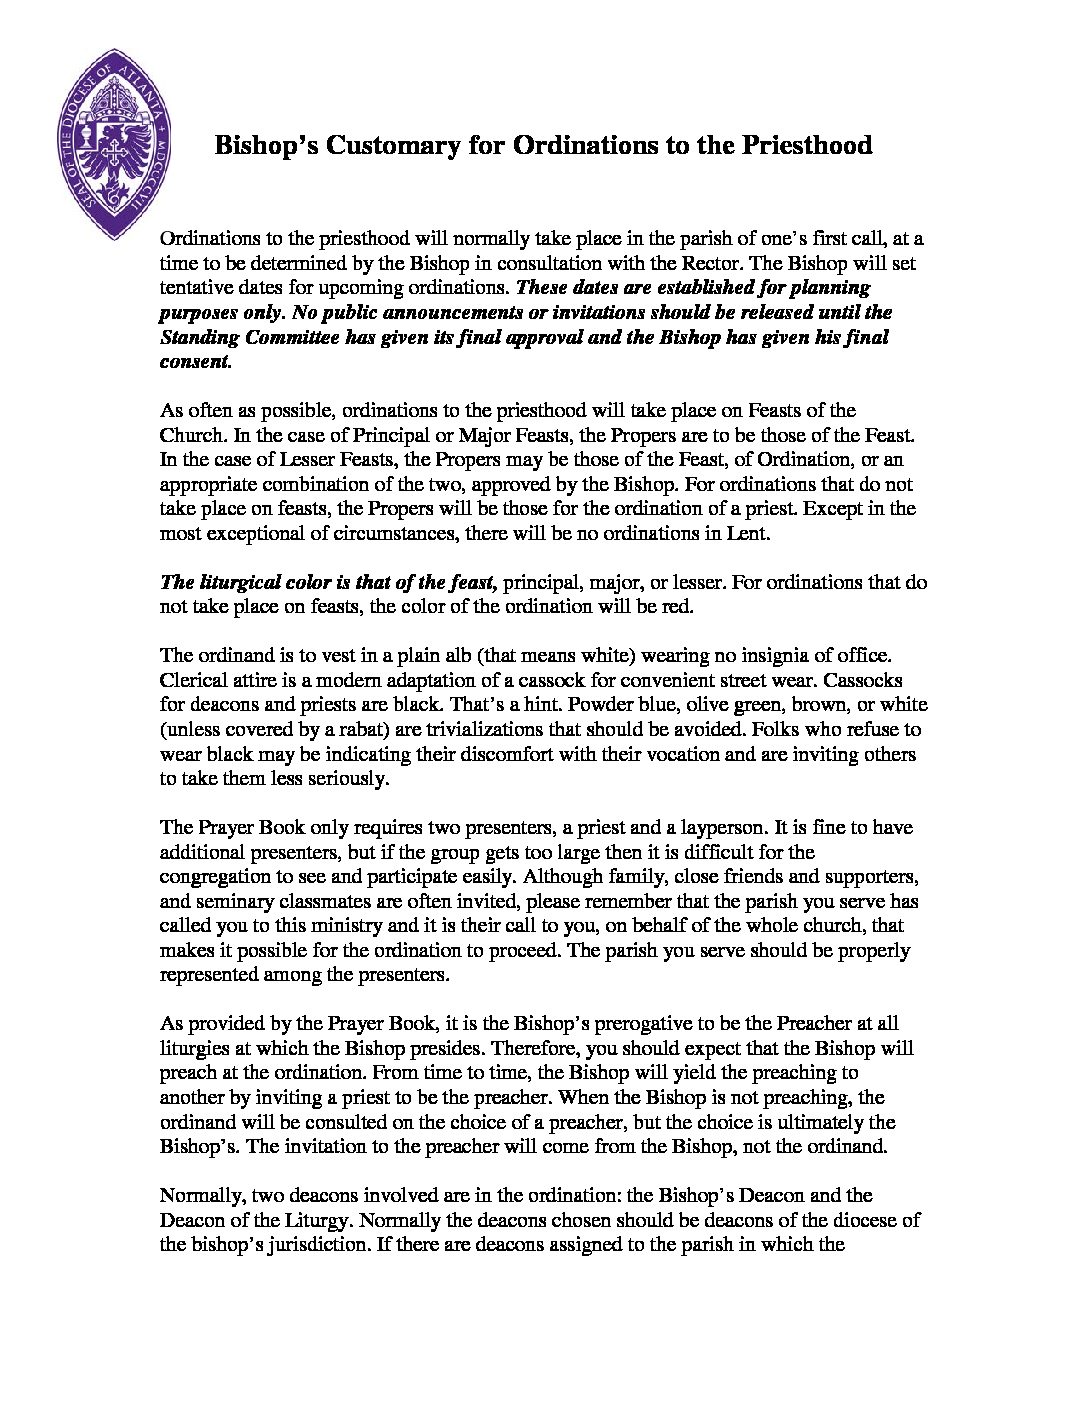 SEAL OF THE DIOCESE OF ATLANTA + MDCCCCVII
Bishop’s Customary for Ordinations to the Priesthood
Ordinations to the priesthood will normally take place in the parish of one’s first call, at a
time to be determined by the Bishop in consultation with the Rector. The Bishop will set
tentative dates for upcoming ordinations. These dates are established for planning
purposes only. No public announcements or invitations should be released until the
Standing Committee has given its final approval and the Bishop has given his final
consent.
As often as possible, ordinations to the priesthood will take place on Feasts of the
Church. In the case of Principal or Major Feasts, the Propers are to be those of the Feast.
In the case of Lesser Feasts, the Propers may be those of the Feast, of Ordination, or an
appropriate combination of the two, approved by the Bishop. For ordinations that do not
take place on feasts, the Propers will be those for the ordination of a priest. Except in the
most exceptional of circumstances, there will be no ordinations in Lent.
The liturgical color is that of the feast, principal, major, or lesser. For ordinations that do
not take place on feasts, the color of the ordination will be red.
The ordinand is to vest in a plain alb (that means white) wearing no insignia of office.
Clerical attire is a modern adaptation of a cassock for convenient street wear. Cassocks
for deacons and priests are black. That’s a hint. Powder blue, olive green, brown, or white
(unless covered by a rabat) are trivializations that should be avoided. Folks who refuse to
wear black may be indicating their discomfort with their vocation and are inviting others
to take them less seriously.
The Prayer Book only requires two presenters, a priest and a layperson. It is fine to have
additional presenters, but if the group gets too large then it is difficult for the
congregation to see and participate easily. Although family, close friends and supporters,
and seminary classmates are often invited, please remember that the parish you serve has
called you to this ministry and it is their call to you, on behalf of the whole church, that
makes it possible for the ordination to proceed. The parish you serve should be properly
represented among the presenters.
As provided by the Prayer Book, it is the Bishop’s prerogative to be the Preacher at all
liturgies at which the Bishop presides. Therefore, you should expect that the Bishop will
preach at the ordination. From time to time, the Bishop will yield the preaching to
another by inviting a priest to be the preacher. When the Bishop is not preaching, the
ordinand will be consulted on the choice of a preacher, but the choice is ultimately the
Bishop’s. The invitation to the preacher will come from the Bishop, not the ordinand.
Normally, two deacons involved are in the ordination: the Bishop’s Deacon and the
Deacon of the Liturgy. Normally the deacons chosen should be deacons of the diocese of
the bishop’s jurisdiction. If there are deacons assigned to the parish in which the